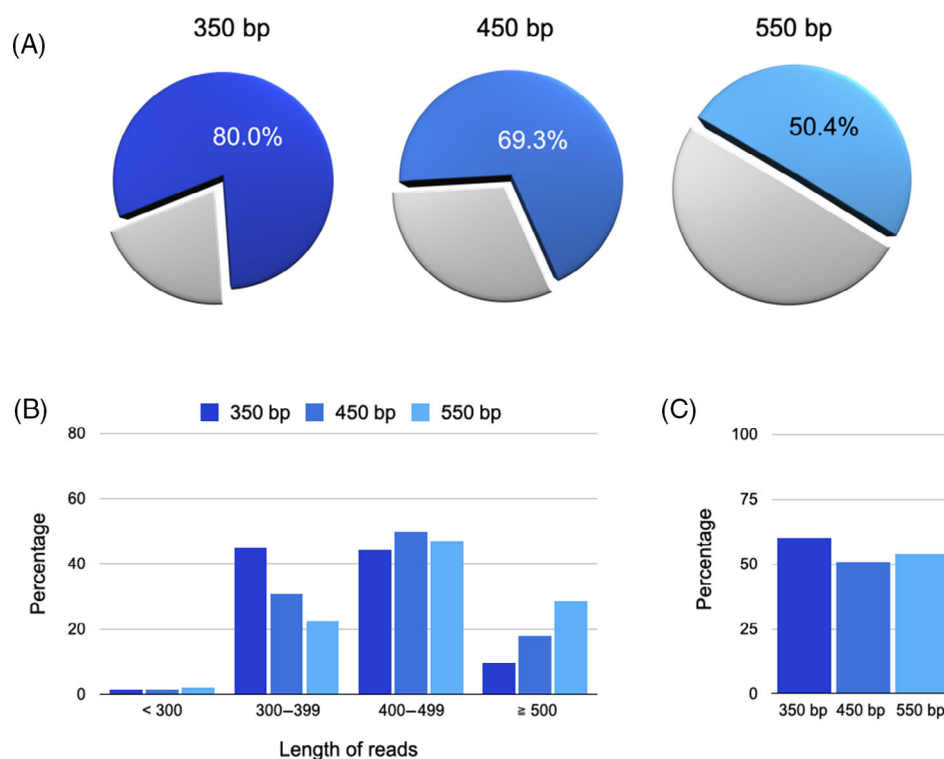 (A)
350 bp 450 bp 550 bp
80.0% 69.3% 50.4%
(B)
350 bp 450 bp 550 bp
80
60
40
20
0
Percentage
< 300 300–399 400–499 ≧ 500
Length of reads
(C)
100
75
50
25
0
Percentage
350 bp 450 bp 550 bp